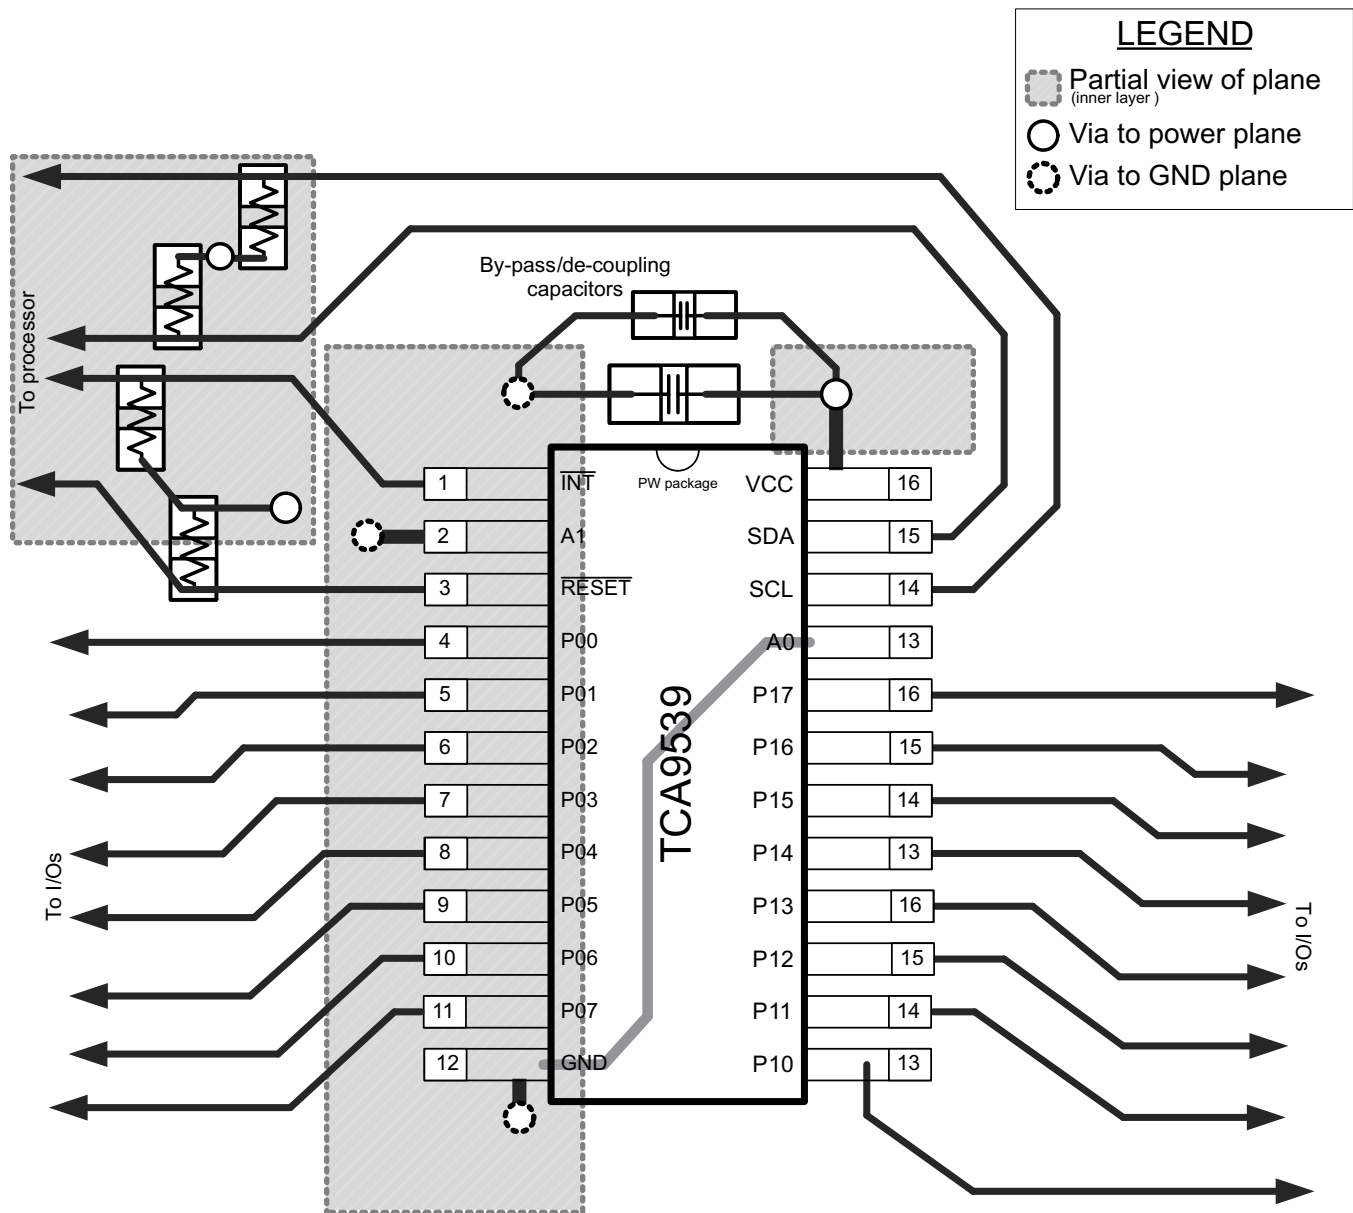 LEGEND
Partial view of plane
(inner layer )
Via to power plane
Via to GND plane
By-pass/de-coupling
capacitors
To processor
PW package
TCA9539
1 INT
2 A1
3 RESET
4 P00
5 P01
6 P02
7 P03
8 P04
9 P05
10 P06
11 P07
12 GND
VCC 16
SDA 15
SCL 14
A0 13
P17 16
P16 15
P15 14
P14 13
P13 16
P12 15
P11 14
P10 13
To I/Os
To I/Os